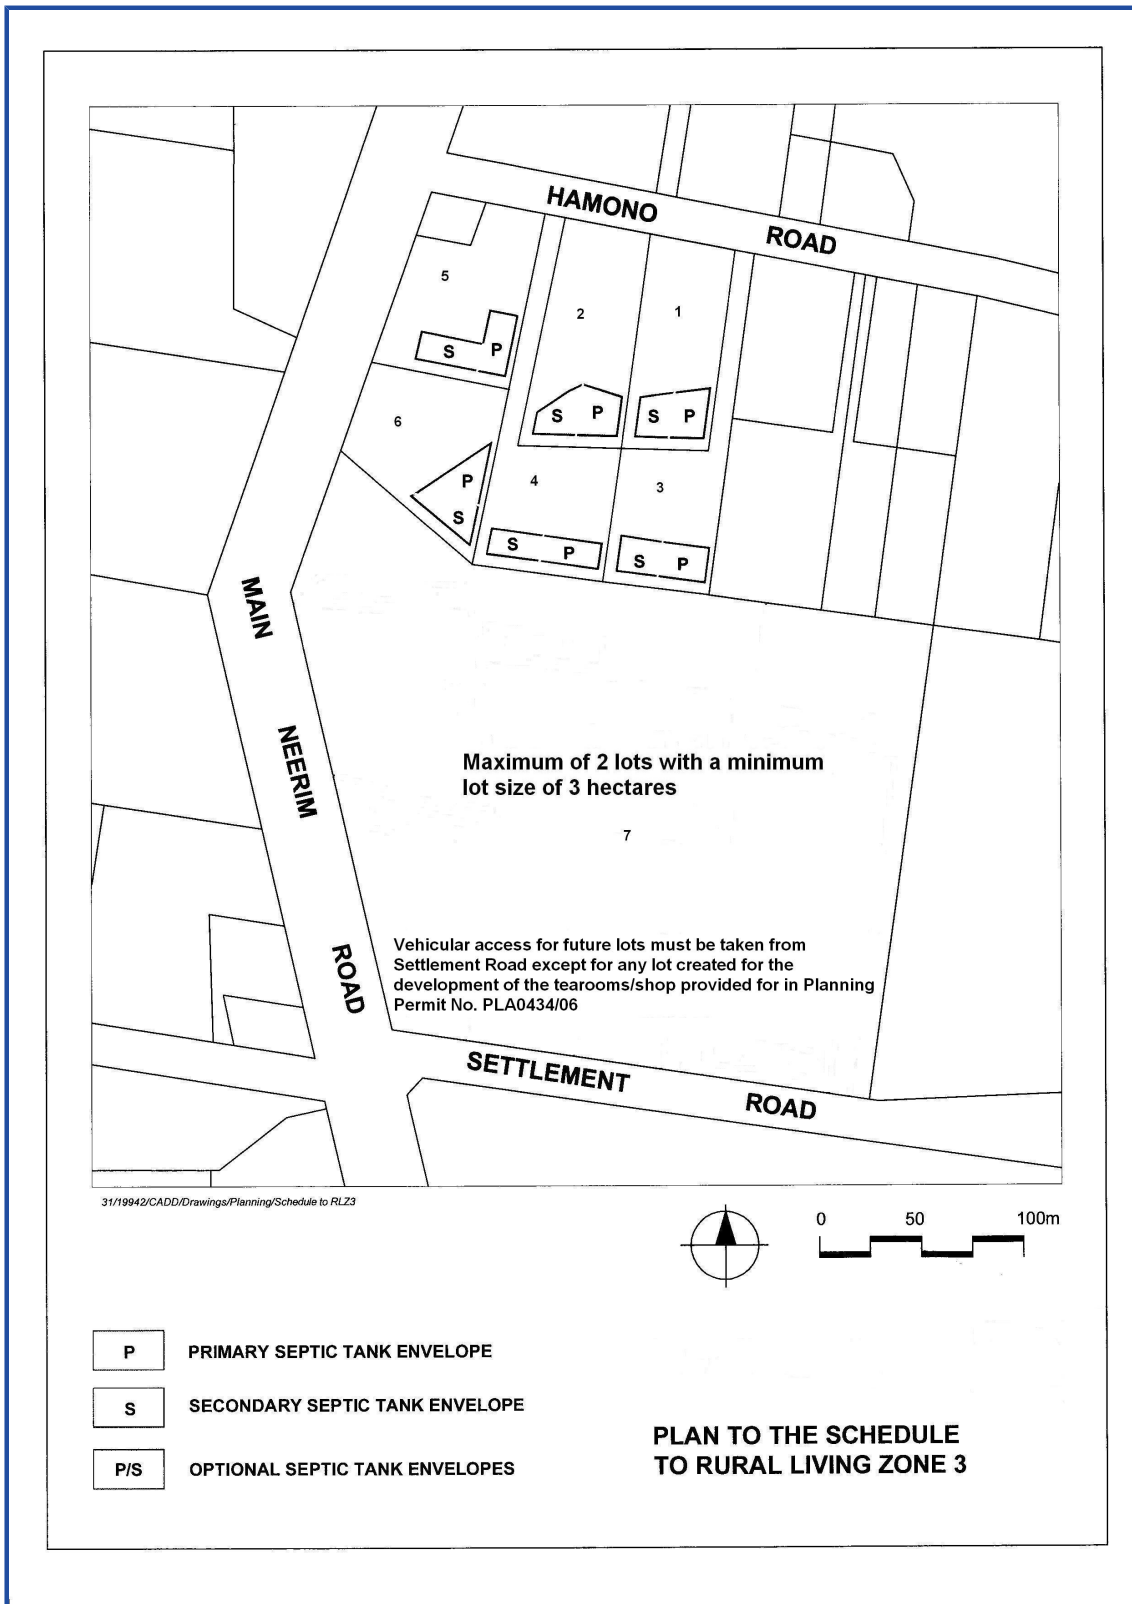 HAMONO
ROAD
5
2
1
S
P
6
S P
S P
P
S
4
3
S P
S P
MAIN
NEERIM
ROAD
Maximum of 2 lots with a minimum
lot size of 3 hectares
7
Vehicular access for future lots must be taken from
Settlement Road except for any lot created for the
development of the tearooms/shop provided for in Planning
Permit No. PLA0434/06
SETTLEMENT
ROAD
31/19942/CADD/Drawings/Planning/Schedule to RLZ3
0 50 100m
P PRIMARY SEPTIC TANK ENVELOPE
S SECONDARY SEPTIC TANK ENVELOPE
P/S OPTIONAL SEPTIC TANK ENVELOPES
PLAN TO THE SCHEDULE
TO RURAL LIVING ZONE 3